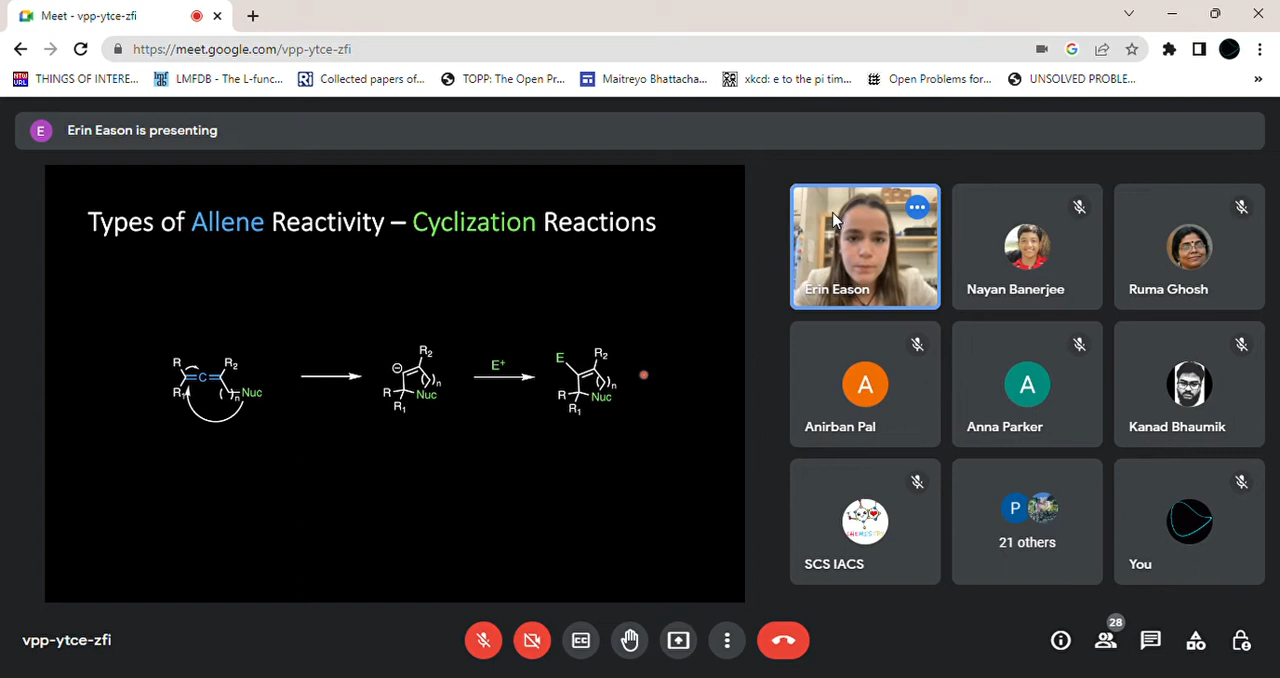 Meet - vpp-ytce-zfi
https://meet.google.com/vpp-ytce-zfi
THINGS OF INTERE... LMFDB - The L-func... Collected papers of... TOPP: The Open Pr... Maitreyo Bhattacha... xkcd: e to the pi tim... Open Problems for... UNSOLVED PROBLE... »
E Erin Eason is presenting
Types of Allene Reactivity – Cyclization Reactions
R R₂
C
R₁ ( )n Nuc
R₂
( )n
R Nuc
R₁
E⁺
E R₂
( )n
R Nuc
R₁
Erin Eason
Nayan Banerjee
Ruma Ghosh
A
Anirban Pal
A
Anna Parker
Kanad Bhaumik
CHEMISTRY
SCS IACS
P
21 others
You
vpp-ytce-zfi
CC
28